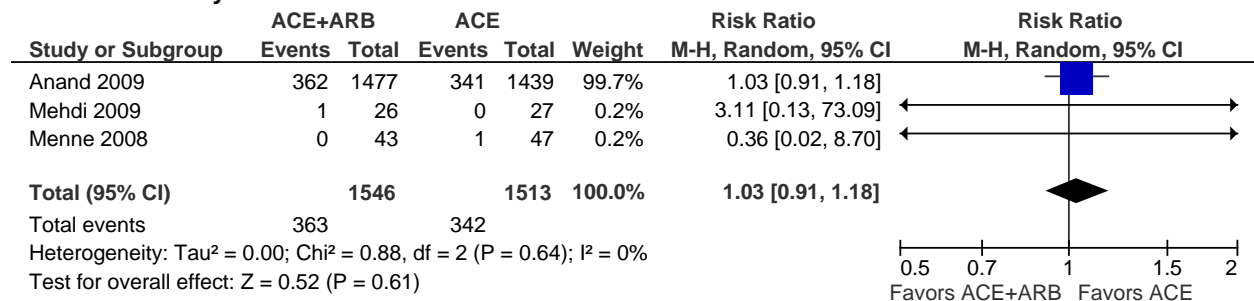 ACE+ARB ACE Risk Ratio Risk Ratio
Study or Subgroup Events Total Events Total Weight M-H, Random, 95% CI M-H, Random, 95% CI
Anand 2009 362 1477 341 1439 99.7% 1.03 [0.91, 1.18]
Mehdi 2009 1 26 0 27 0.2% 3.11 [0.13, 73.09]
Menne 2008 0 43 1 47 0.2% 0.36 [0.02, 8.70]
Total (95% CI) 1546 1513 100.0% 1.03 [0.91, 1.18]
Total events 363 342
Heterogeneity: Tau² = 0.00; Chi² = 0.88, df = 2 (P = 0.64); I² = 0%
Test for overall effect: Z = 0.52 (P = 0.61)
0.5 0.7 1 1.5 2
Favors ACE+ARB Favors ACE